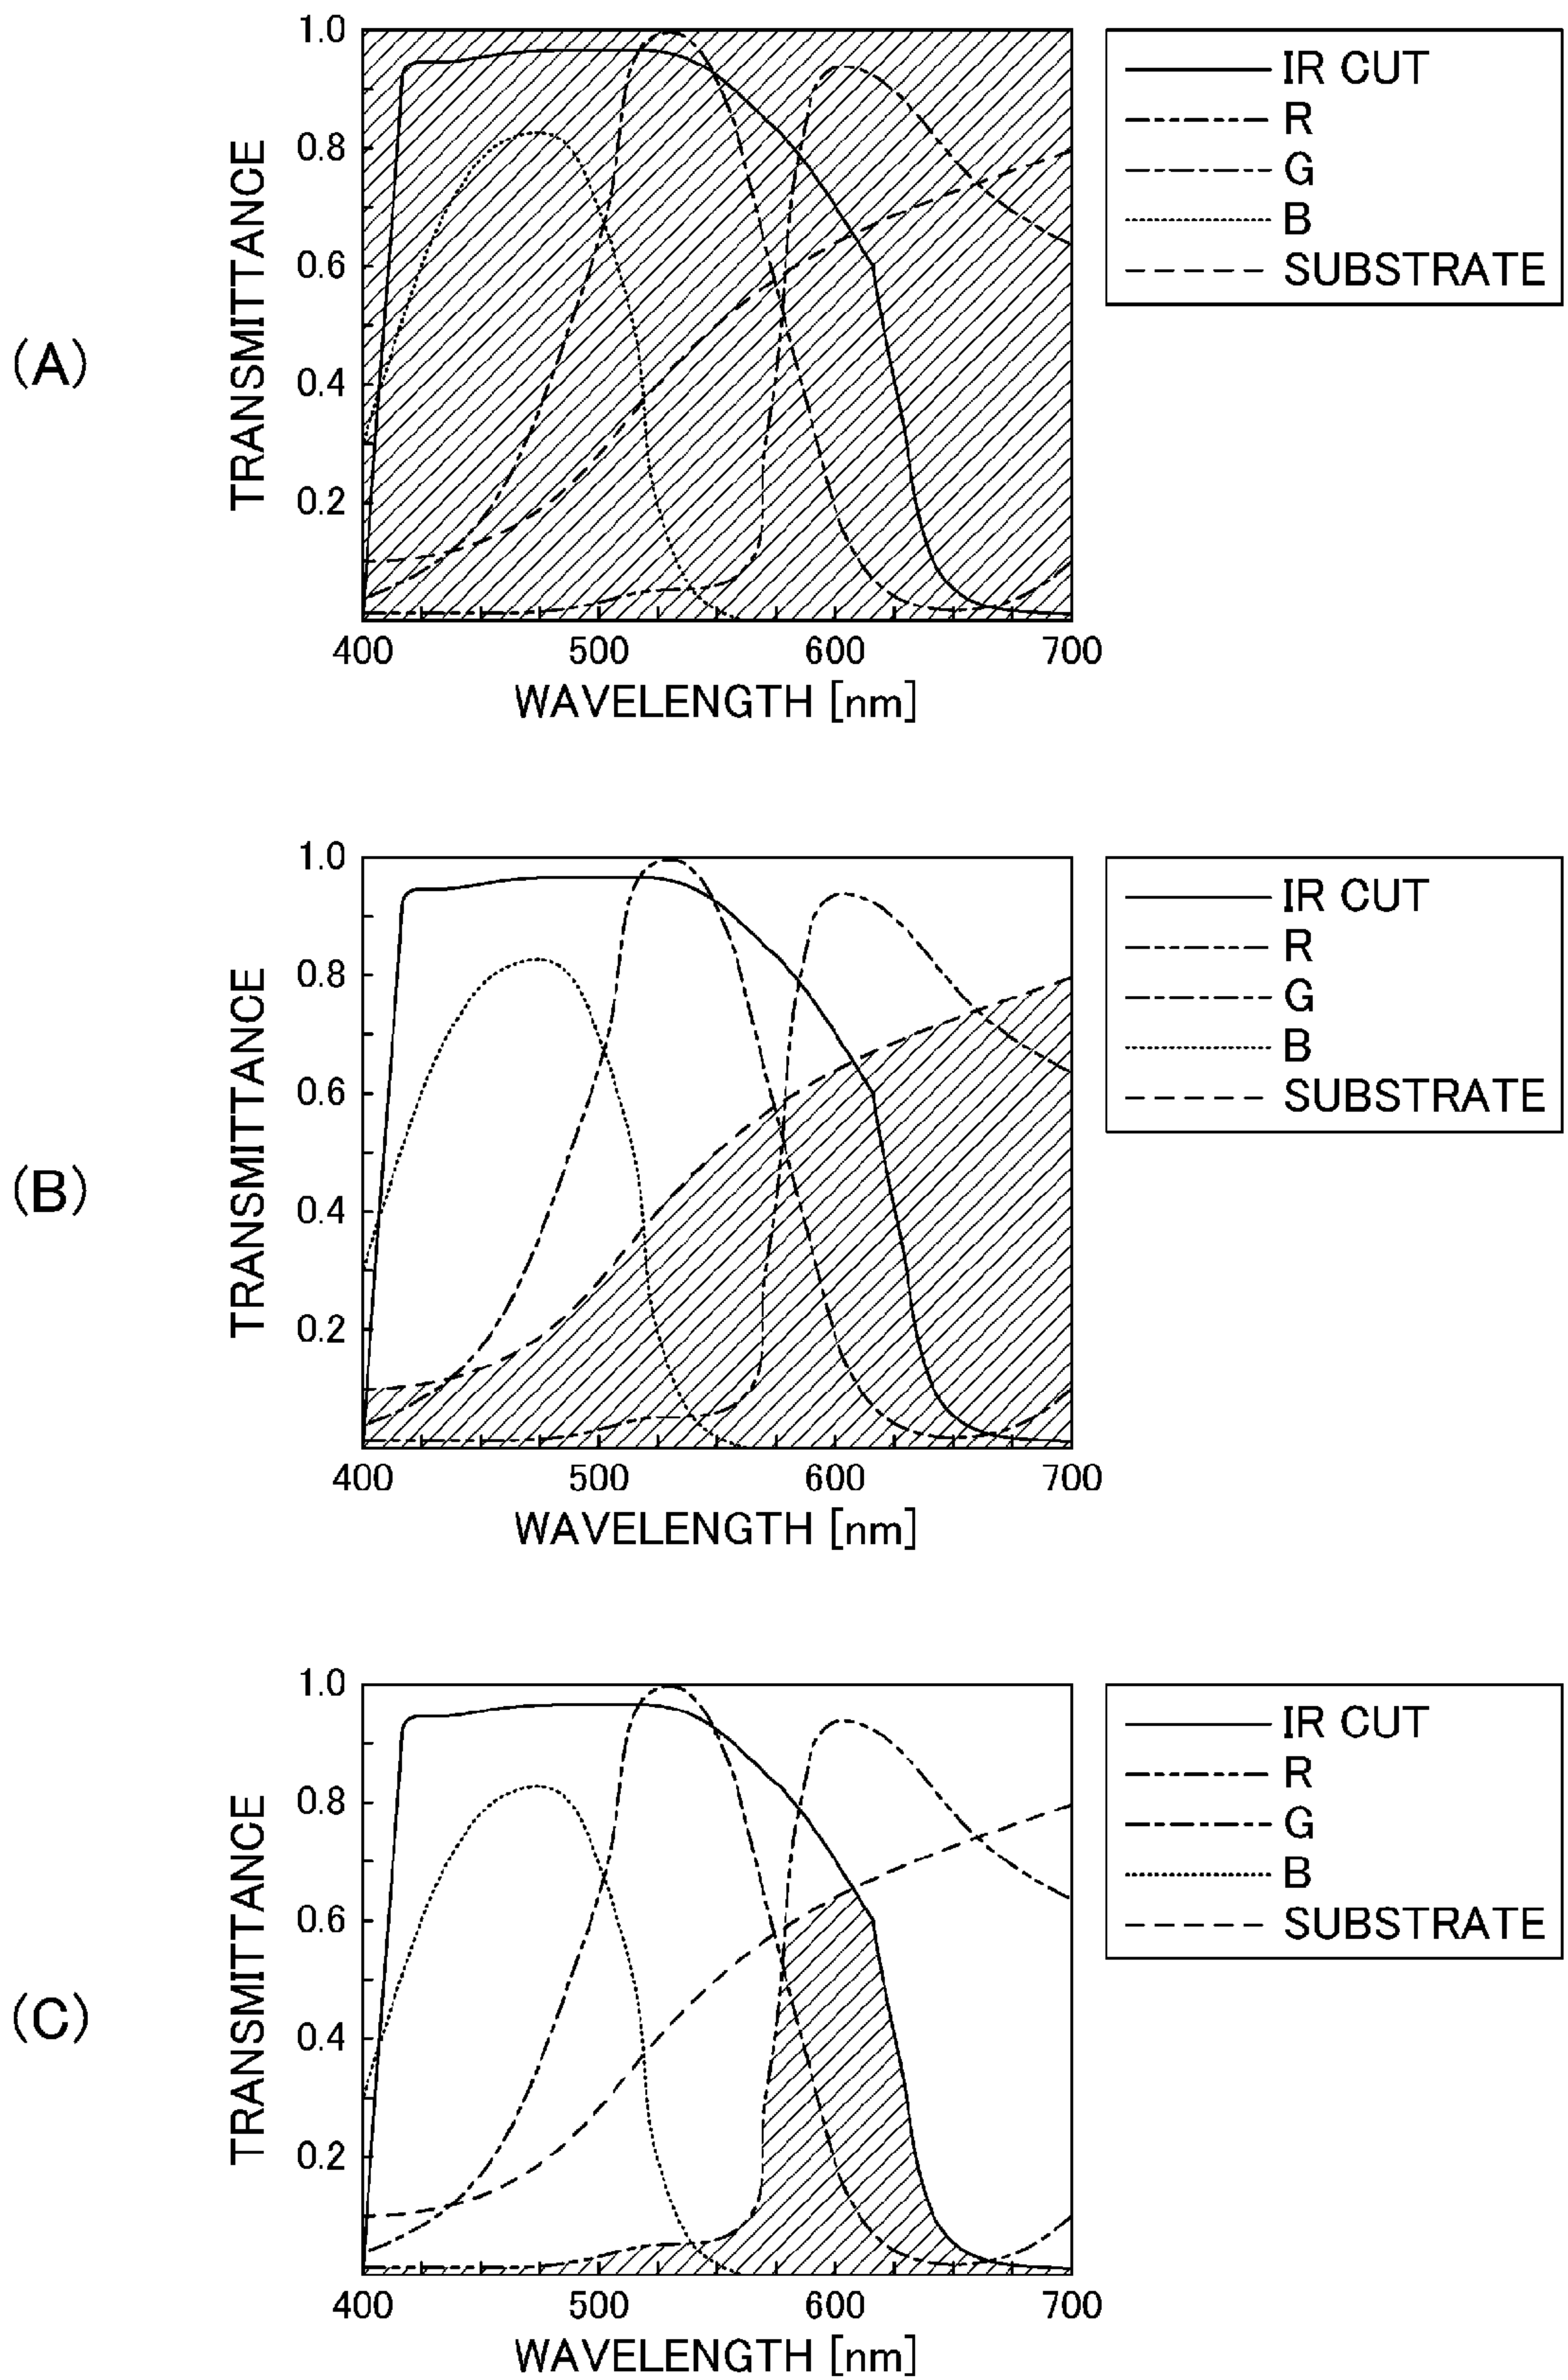 (A)
TRANSMITTANCE
1.0
0.8
0.6
0.4
0.2
400 500 600 700
WAVELENGTH [nm]
IR CUT
R
G
B
SUBSTRATE
(B)
TRANSMITTANCE
1.0
0.8
0.6
0.4
0.2
400 500 600 700
WAVELENGTH [nm]
IR CUT
R
G
B
SUBSTRATE
(C)
TRANSMITTANCE
1.0
0.8
0.6
0.4
0.2
400 500 600 700
WAVELENGTH [nm]
IR CUT
R
G
B
SUBSTRATE